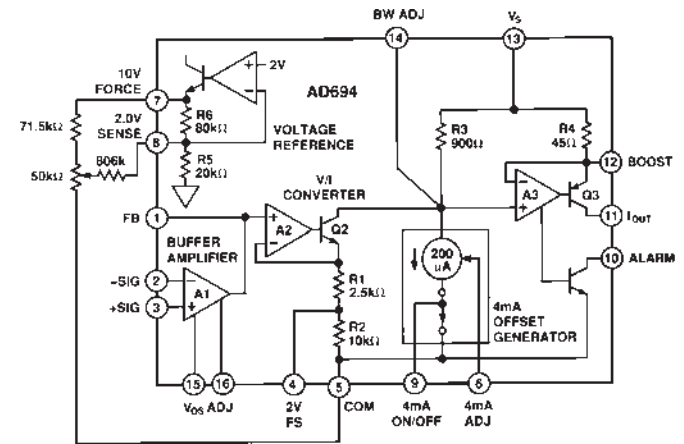 BW ADJ
VS
14
13
10V
FORCE
2V
AD694
7
71.5kΩ
2.0V
SENSE
R6
80kΩ
VOLTAGE
REFERENCE
R3
900Ω
R4
45Ω
8
606k
R5
20kΩ
12
BOOST
50kΩ
V/I
CONVERTER
A3
Q3
FB
1
A2
Q2
11
IOUT
BUFFER
AMPLIFIER
200
µA
10
ALARM
–SIG
2
A1
R1
2.5kΩ
4mA
OFFSET
GENERATOR
+SIG
3
R2
10kΩ
15
16
4
5
9
6
VOS ADJ
2V
FS
COM
4mA
ON/OFF
4mA
ADJ